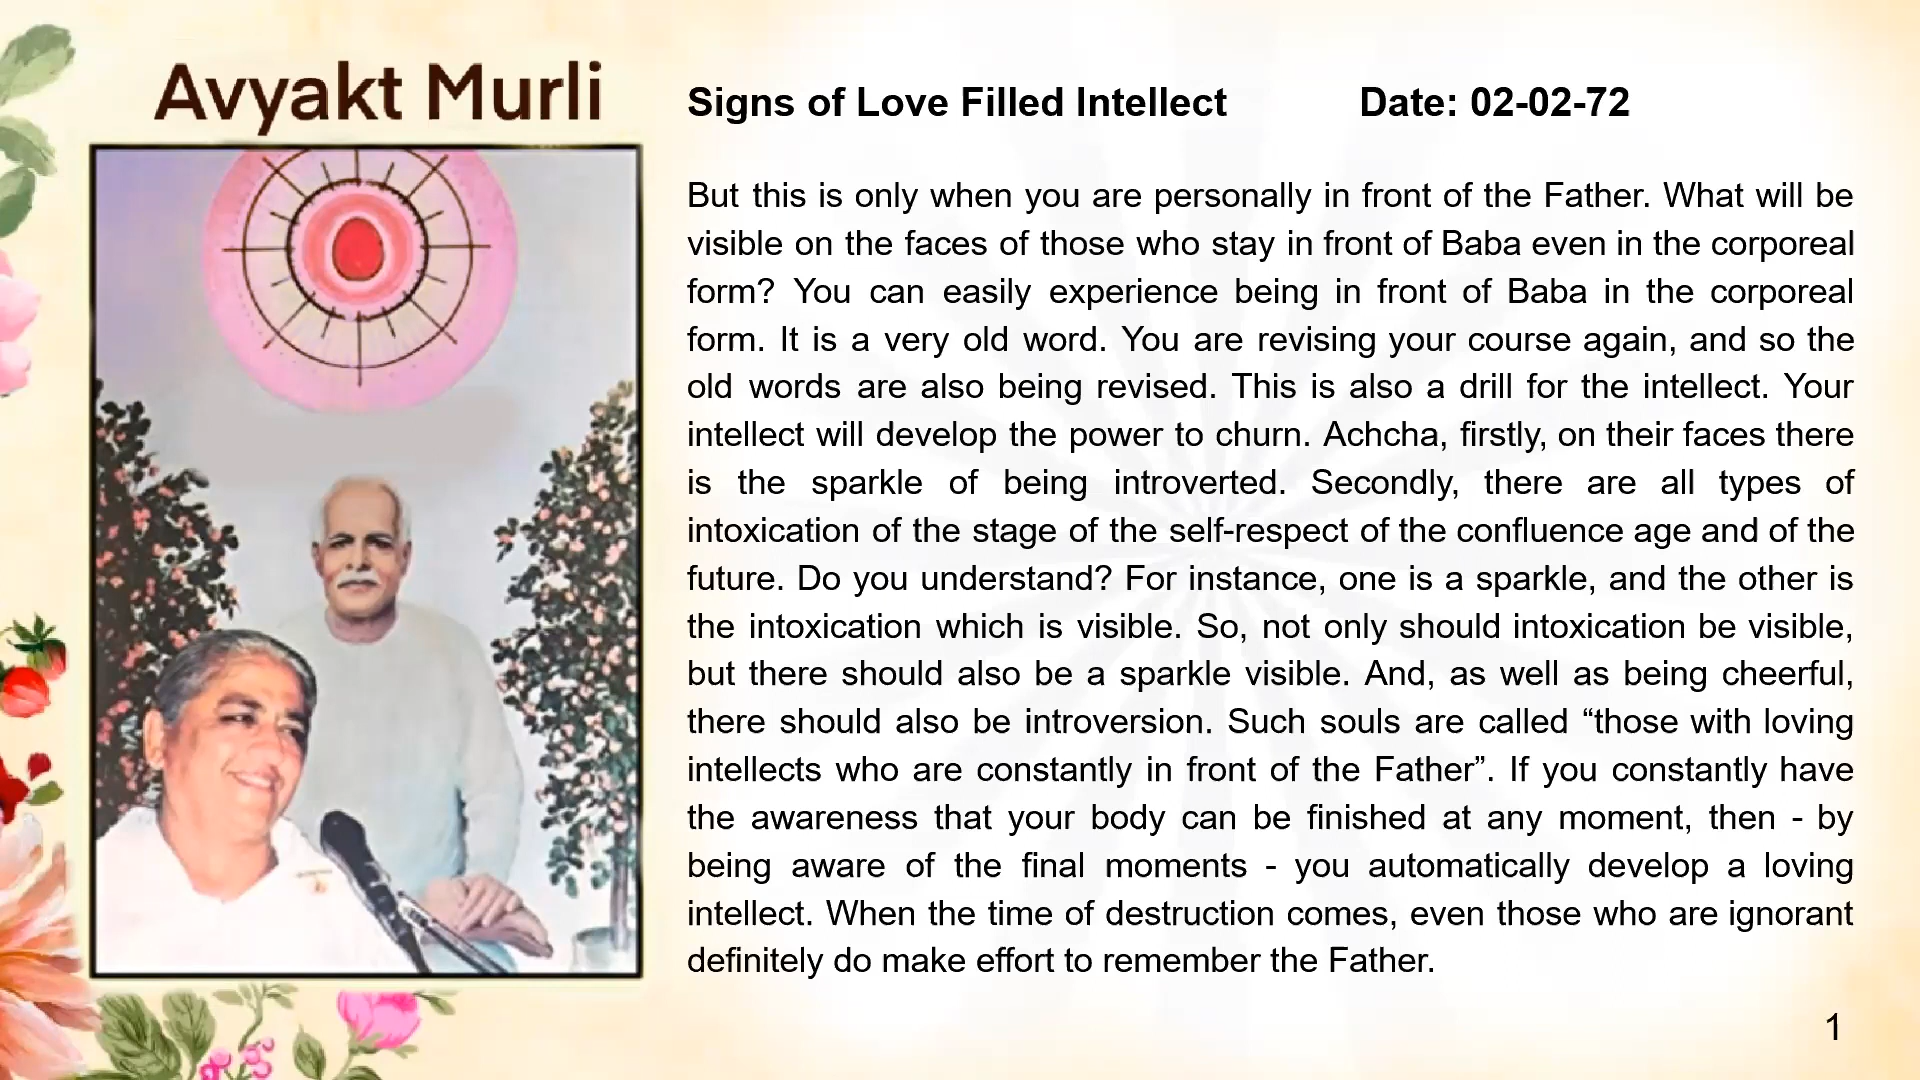 Avyakt Murli
Signs of Love Filled Intellect Date: 02-02-72
But this is only when you are personally in front of the Father. What will be
visible on the faces of those who stay in front of Baba even in the corporeal
form? You can easily experience being in front of Baba in the corporeal
form. It is a very old word. You are revising your course again, and so the
old words are also being revised. This is also a drill for the intellect. Your
intellect will develop the power to churn. Achcha, firstly, on their faces there
is the sparkle of being introverted. Secondly, there are all types of
intoxication of the stage of the self-respect of the confluence age and of the
future. Do you understand? For instance, one is a sparkle, and the other is
the intoxication which is visible. So, not only should intoxication be visible,
but there should also be a sparkle visible. And, as well as being cheerful,
there should also be introversion. Such souls are called “those with loving
intellects who are constantly in front of the Father”. If you constantly have
the awareness that your body can be finished at any moment, then - by
being aware of the final moments - you automatically develop a loving
intellect. When the time of destruction comes, even those who are ignorant
definitely do make effort to remember the Father.
1